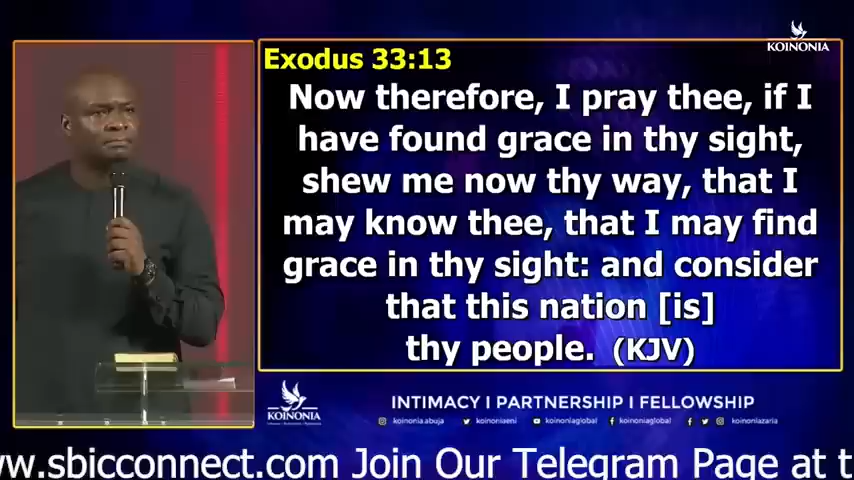 KOINONIA
Exodus 33:13
Now therefore, I pray thee, if I
have found grace in thy sight,
shew me now thy way, that I
may know thee, that I may find
grace in thy sight: and consider
that this nation [is]
thy people. (KJV)
KOINONIA
INTIMACY I PARTNERSHIP I FELLOWSHIP
koinonia.abuja koinoniaeni koinoniaglobal koinoniaglobal koinoniazaria
ww.sbicconnect.com Join Our Telegram Page at t